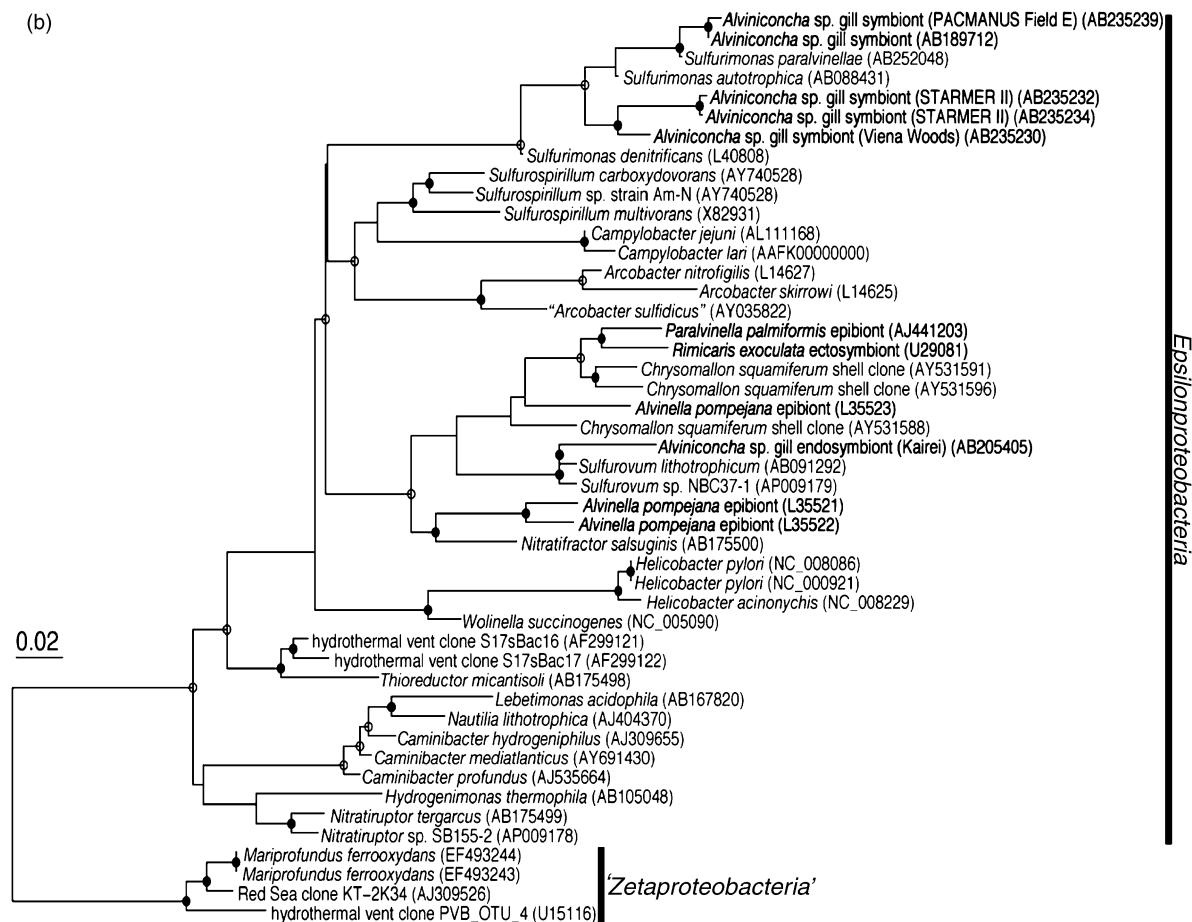 (b)
Alviniconcha sp. gill symbiont (PACMANUS Field E) (AB235239)
Alviniconcha sp. gill symbiont (AB189712)
Sulfurimonas paralvinellae (AB252048)
Sulfurimonas autotrophica (AB088431)
Alviniconcha sp. gill symbiont (STARMER II) (AB235232)
Alviniconcha sp. gill symbiont (STARMER II) (AB235234)
Alviniconcha sp. gill symbiont (Viena Woods) (AB235230)
Sulfurimonas denitrificans (L40808)
Sulfurospirillum carboxydovorans (AY740528)
Sulfurospirillum sp. strain Am-N (AY740528)
Sulfurospirillum multivorans (X82931)
Campylobacter jejuni (AL111168)
Campylobacter lari (AAFK00000000)
Arcobacter nitrofigilis (L14627)
Arcobacter skirrowi (L14625)
“Arcobacter sulfidicus” (AY035822)
Paralvinella palmiformis epibiont (AJ441203)
Rimicaris exoculata ectosymbiont (U29081)
Chrysomallon squamiferum shell clone (AY531591)
Chrysomallon squamiferum shell clone (AY531596)
Alvinella pompejana epibiont (L35523)
Chrysomallon squamiferum shell clone (AY531588)
Alviniconcha sp. gill endosymbiont (Kairei) (AB205405)
Sulfurovum lithotrophicum (AB091292)
Sulfurovum sp. NBC37-1 (AP009179)
Alvinella pompejana epibiont (L35521)
Alvinella pompejana epibiont (L35522)
Nitratifractor salsuginis (AB175500)
Helicobacter pylori (NC_008086)
Helicobacter pylori (NC_000921)
Helicobacter acinonychis (NC_008229)
Wolinella succinogenes (NC_005090)
hydrothermal vent clone S17sBac16 (AF299121)
hydrothermal vent clone S17sBac17 (AF299122)
Thioreductor micantisoli (AB175498)
Lebetimonas acidophila (AB167820)
Nautilia lithotrophica (AJ404370)
Caminibacter hydrogeniphilus (AJ309655)
Caminibacter mediatlanticus (AY691430)
Caminibacter profundus (AJ535664)
Hydrogenimonas thermophila (AB105048)
Nitratiruptor tergarcus (AB175499)
Nitratiruptor sp. SB155-2 (AP009178)
Mariprofundus ferrooxydans (EF493244)
Mariprofundus ferrooxydans (EF493243)
Red Sea clone KT–2K34 (AJ309526)
hydrothermal vent clone PVB_OTU_4 (U15116)
Epsilonproteobacteria
‘Zetaproteobacteria’
0.02